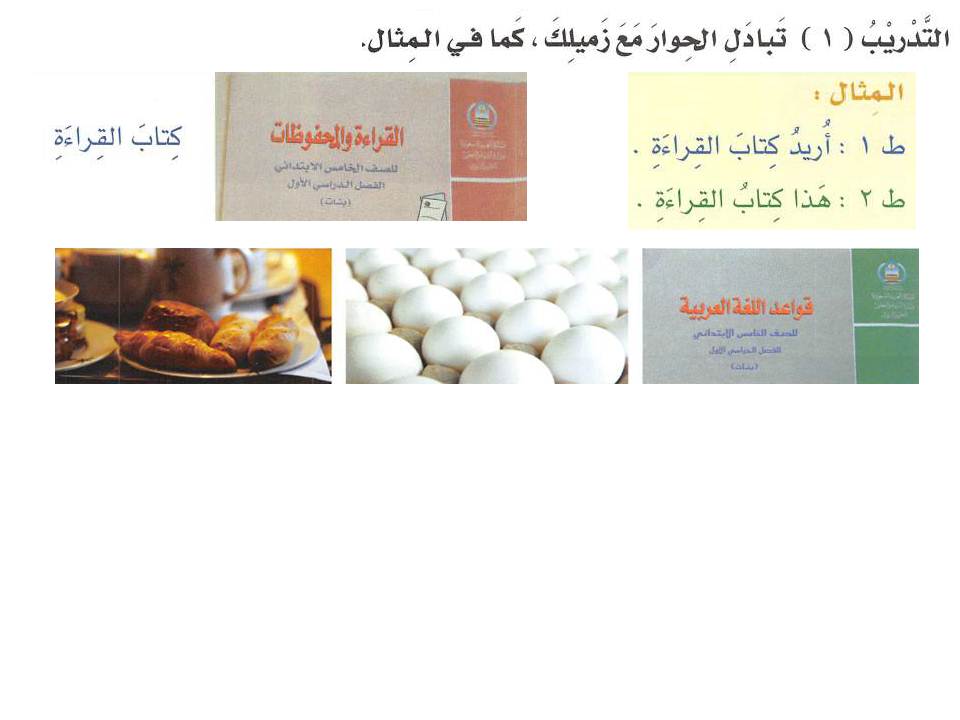 التَّدْريْبُ ( ١ ) تَبادَلِ الحِوارَ مَعَ زَميلِكَ ، كَما في المِثال.
المِثال :
ط ١ : أُريدُ كِتابَ القِراءَةِ .
ط ٢ : هَذا كِتابُ القِراءَةِ .
القراءة والمحفوظات
للصف الخامس الابتدائي
الفصل الدراسي الأول
(بنات)
كِتابَ القِراءَةِ
قواعد اللغة العربية
للصف الخامس الابتدائي
الفصل الدراسي الأول
(بنات)